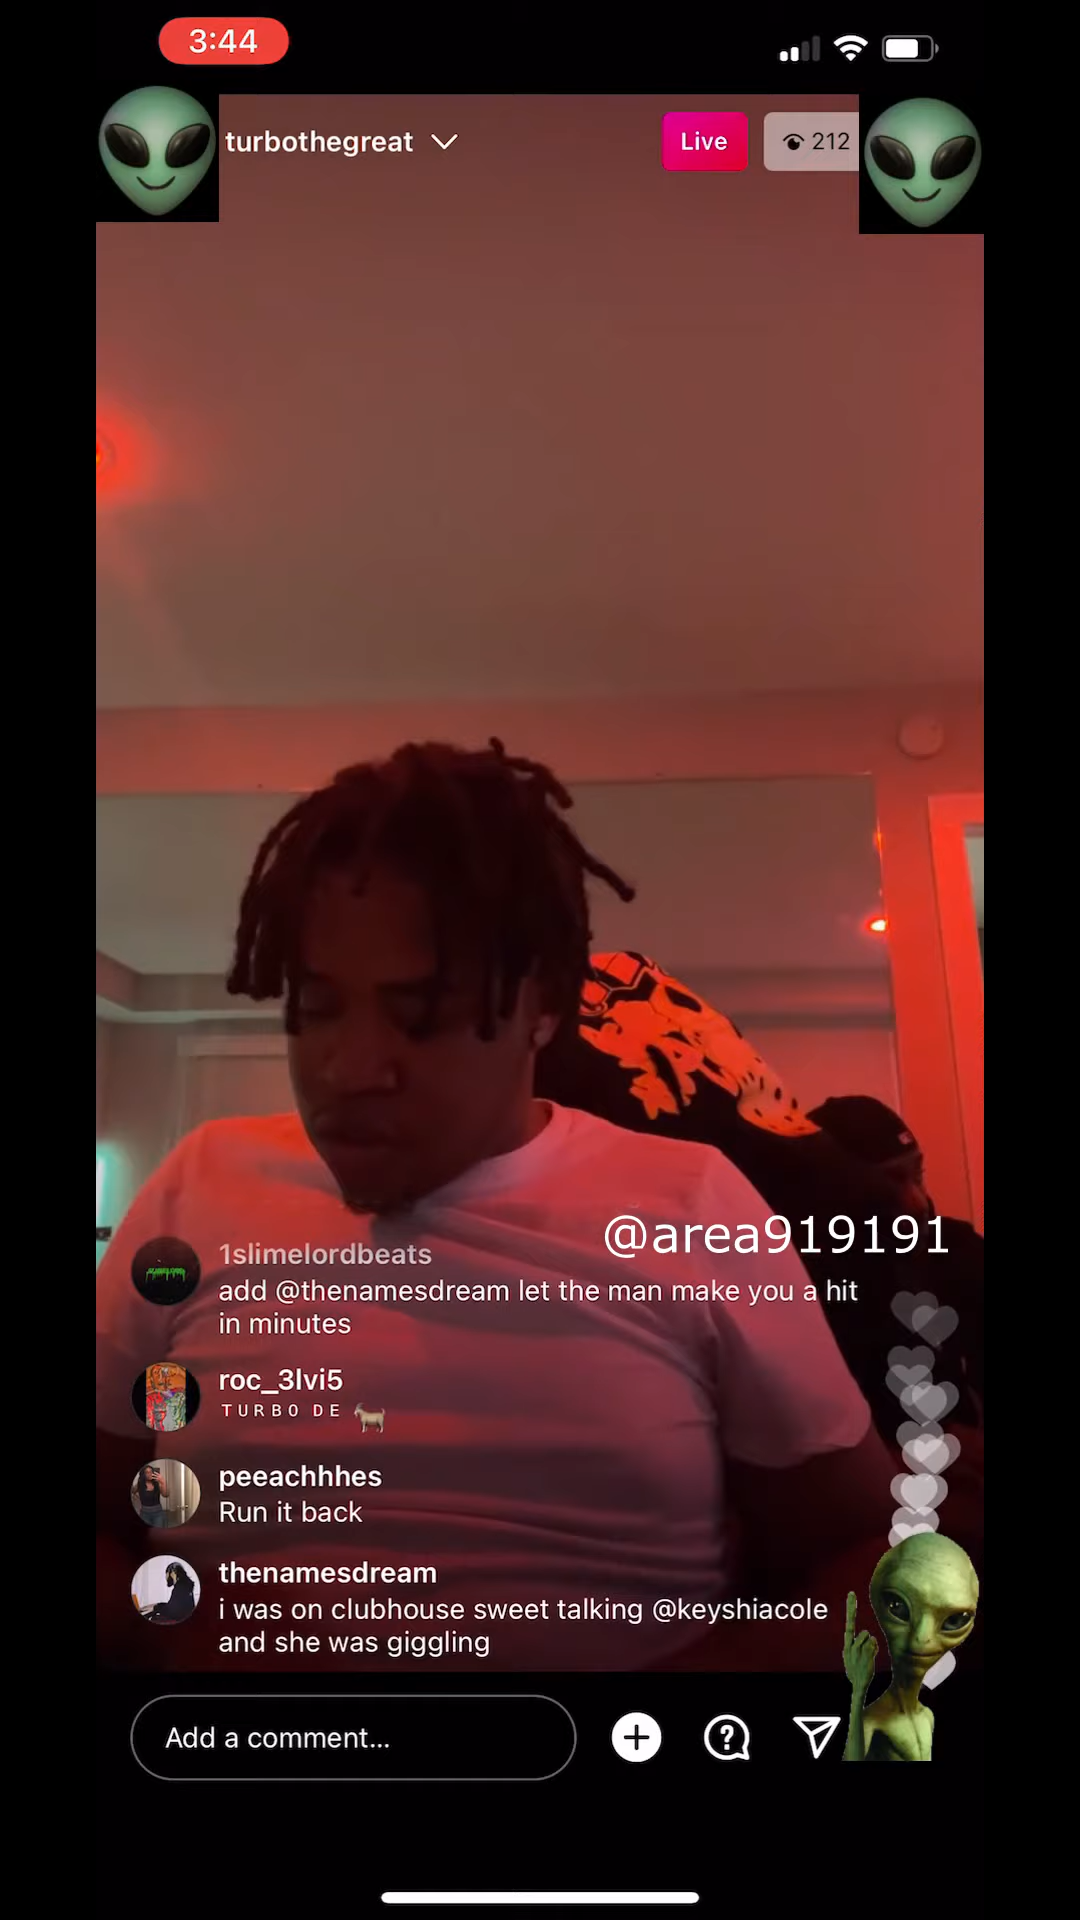 3:44
turbothegreat
Live
212
@area919191
1slimelordbeats
add @thenamesdream let the man make you a hit
in minutes
roc_3lvi5
TURBO DE 🐐
peeachhhes
Run it back
thenamesdream
i was on clubhouse sweet talking @keyshiacole
and she was giggling
Add a comment...